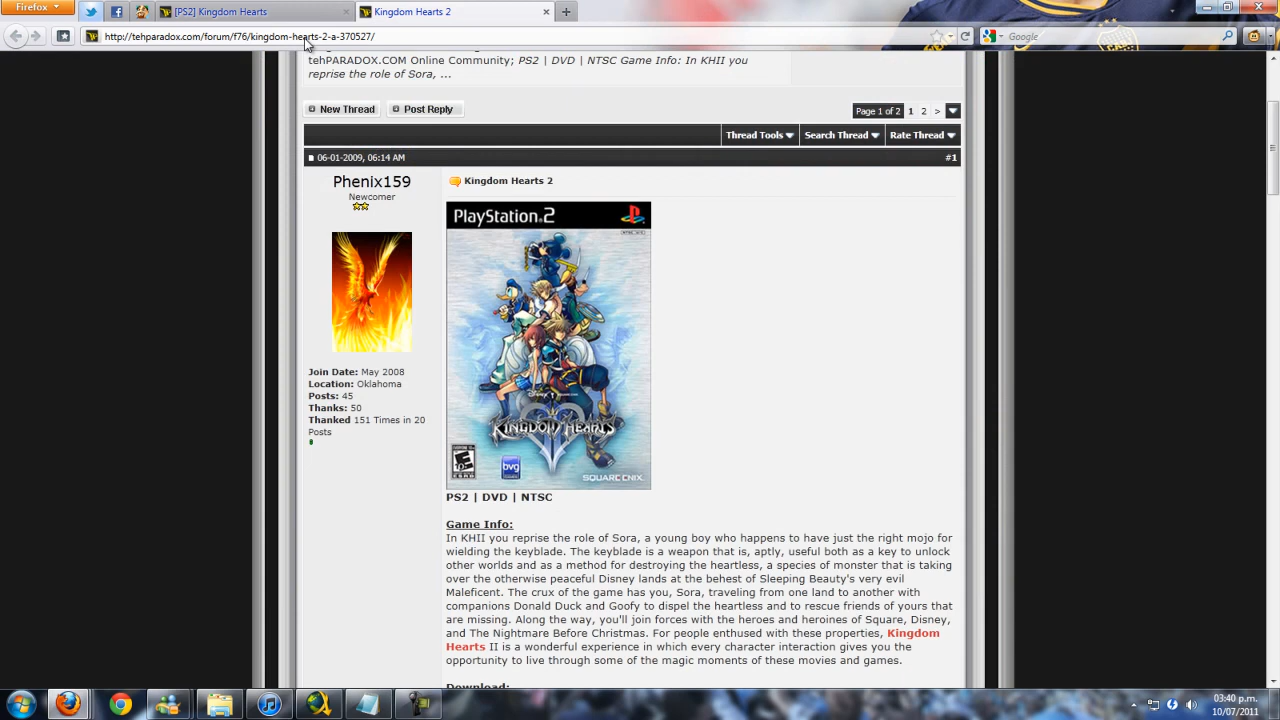 Firefox
[PS2] Kingdom Hearts
Kingdom Hearts 2
http://tehparadox.com/forum/f76/kingdom-hearts-2-a-370527/
Google
tehPARADOX.COM Online Community; PS2 | DVD | NTSC Game Info: In KHII you
reprise the role of Sora, ...
New Thread
Post Reply
Page 1 of 2
1
2
>
Thread Tools
Search Thread
Rate Thread
06-01-2009, 06:14 AM
#1
Phenix159
Newcomer
Kingdom Hearts 2
PlayStation 2
KINGDOM HEARTS
II
bvg
SQUARE ENIX
Join Date: May 2008
Location: Oklahoma
Posts: 45
Thanks: 50
Thanked 151 Times in 20
Posts
PS2 | DVD | NTSC
Game Info:
In KHII you reprise the role of Sora, a young boy who happens to have just the right mojo for
wielding the keyblade. The keyblade is a weapon that is, aptly, useful both as a key to unlock
other worlds and as a method for destroying the heartless, a species of monster that is taking
over the otherwise peaceful Disney lands at the behest of Sleeping Beauty's very evil
Maleficent. The crux of the game has you, Sora, traveling from one land to another with
companions Donald Duck and Goofy to dispel the heartless and to rescue friends of yours that
are missing. Along the way, you'll join forces with the heroes and heroines of Square, Disney,
and The Nightmare Before Christmas. For people enthused with these properties, Kingdom
Hearts II is a wonderful experience in which every character interaction gives you the
opportunity to live through some of the magic moments of these movies and games.
Download:
03:40 p.m.
10/07/2011